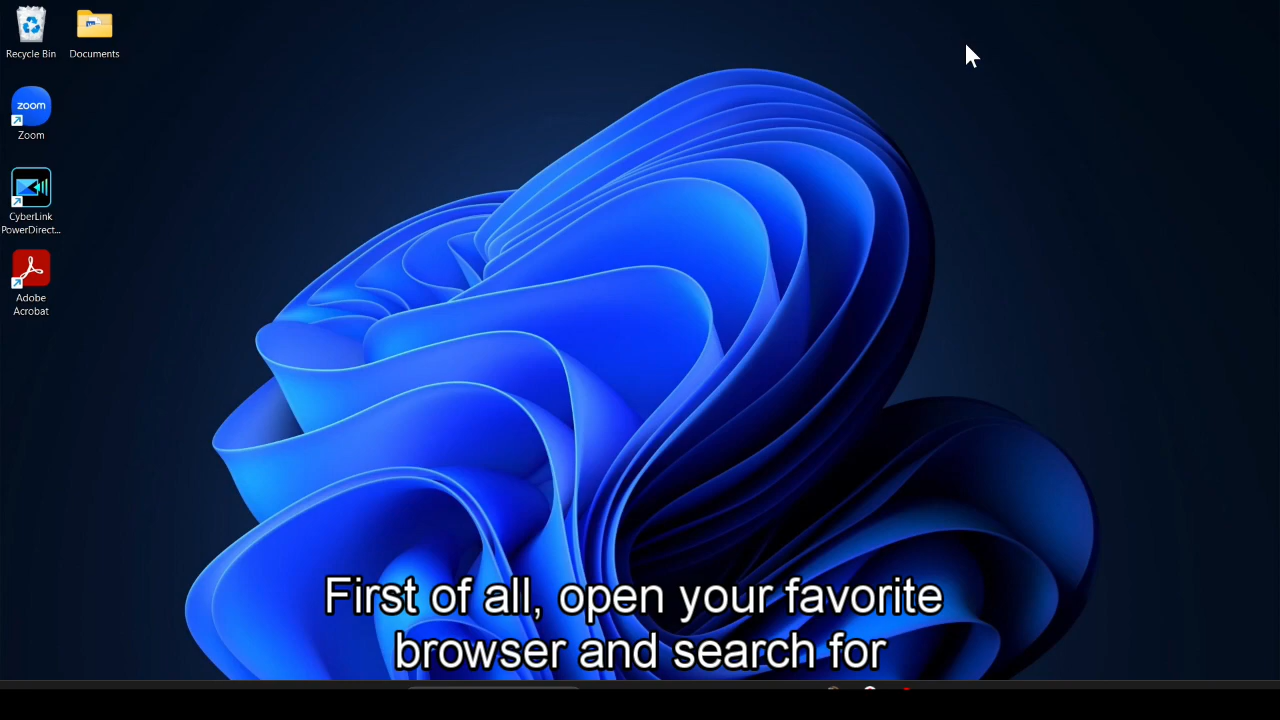 Recycle Bin
Documents
zoom
Zoom
CyberLink
PowerDirect...
Adobe
Acrobat
First of all, open your favorite
browser and search for